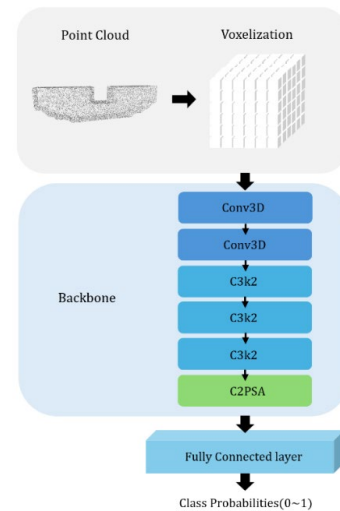 Point Cloud
Voxelization
Backbone
Conv3D
Conv3D
C3k2
C3k2
C3k2
C2PSA
Fully Connected layer
Class Probabilities(0~1)